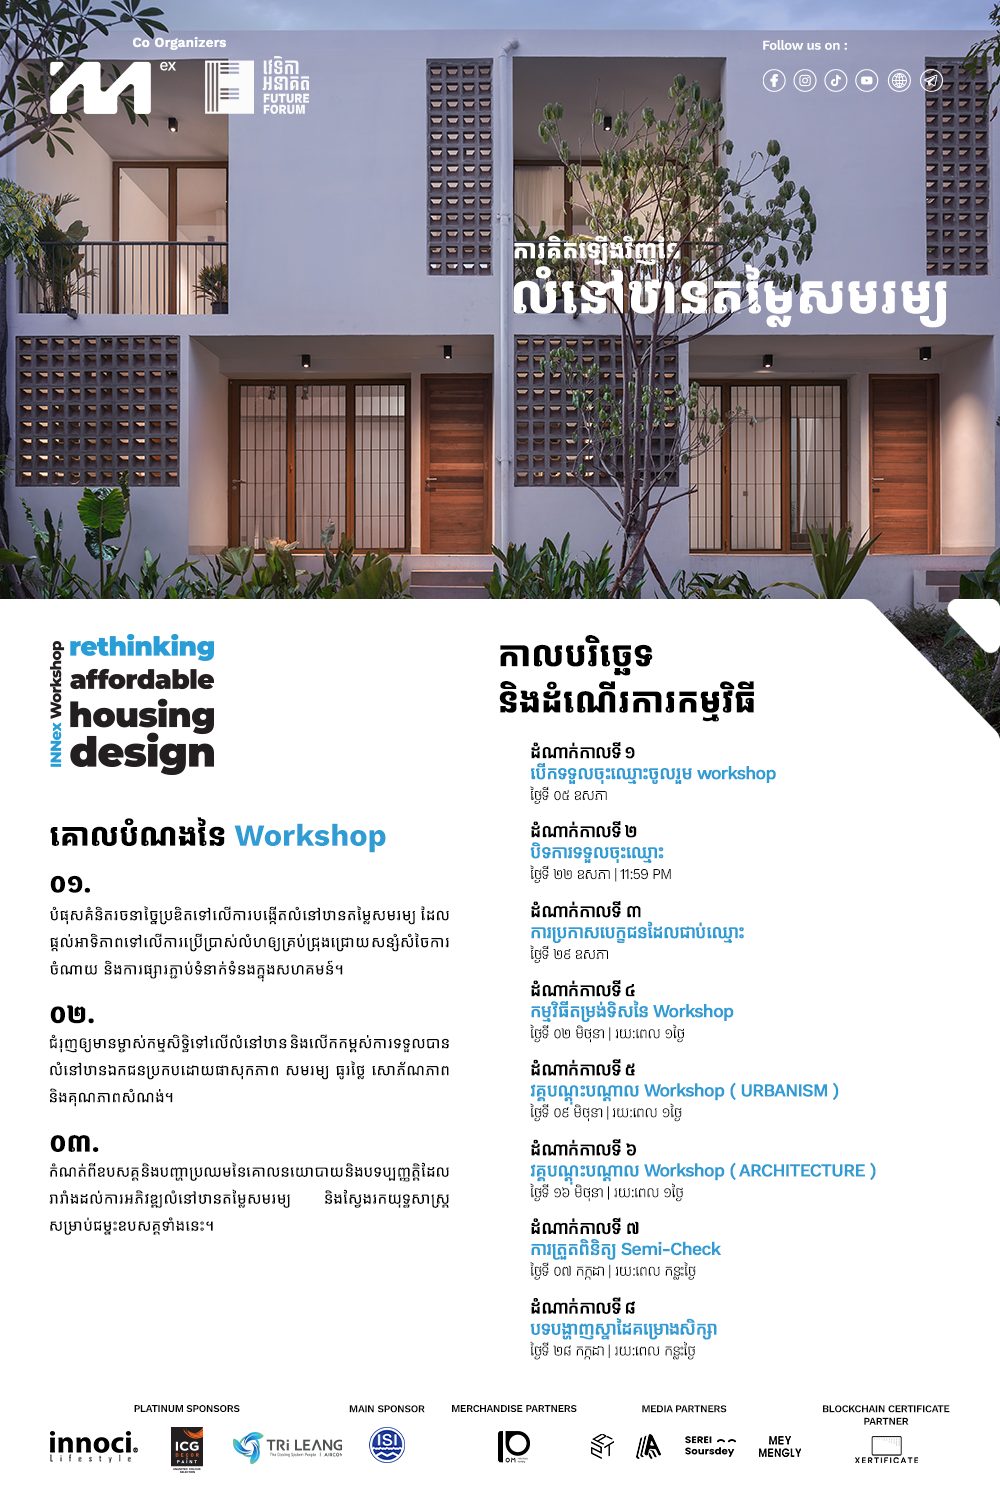 Co Organizers
ex
វេទិកា
អនាគត
FUTURE
FORUM
Follow us on :
ការគិតឡើងវិញនៃ
លំនៅឋានតម្លៃសមរម្យ
INNex Workshop
rethinking
affordable
housing
design
គោលបំណងនៃ Workshop
០១.
បំផុសគំនិតរចនាច្នៃប្រឌិតទៅលើការបង្កើតលំនៅឋានតម្លៃសមរម្យ ដែល
ផ្ដល់អាទិភាពទៅលើការប្រើប្រាស់លំហឲ្យគ្រប់ជ្រុងជ្រោយ សន្សំសំចៃការ
ចំណាយ និងការផ្សារភ្ជាប់ទំនាក់ទំនងក្នុងសហគមន៍។
០២.
ជំរុញឲ្យមានម្ចាស់កម្មសិទ្ធិទៅលើលំនៅឋាន និងលើកកម្ពស់ការទទួលបាន
លំនៅឋានឯកជនប្រកបដោយផាសុកភាព សមរម្យ ធូរថ្លៃ សោភ័ណភាព
និងគុណភាពសំណង់។
០៣.
កំណត់ពីឧបសគ្គនិងបញ្ហាប្រឈមនៃគោលនយោបាយនិងបទប្បញ្ញត្តិដែល
រារាំងដល់ការអភិវឌ្ឍលំនៅឋានតម្លៃសមរម្យ និងស្វែងរកយុទ្ធសាស្ត្រ
សម្រាប់ជម្នះឧបសគ្គទាំងនេះ។
កាលបរិច្ឆេទ
និងដំណើរការកម្មវិធី
ដំណាក់កាលទី ១
បើកទទួលចុះឈ្មោះចូលរួម workshop
ថ្ងៃទី ០៥ ឧសភា
ដំណាក់កាលទី ២
បិទការទទួលចុះឈ្មោះ
ថ្ងៃទី ២២ ឧសភា | 11:59 PM
ដំណាក់កាលទី ៣
ការប្រកាសបេក្ខជនដែលជាប់ឈ្មោះ
ថ្ងៃទី ២៩ ឧសភា
ដំណាក់កាលទី ៤
កម្មវិធីតម្រង់ទិសនៃ Workshop
ថ្ងៃទី ០២ មិថុនា | រយៈពេល ១ថ្ងៃ
ដំណាក់កាលទី ៥
វគ្គបណ្តុះបណ្តាល Workshop ( URBANISM )
ថ្ងៃទី ០៩ មិថុនា | រយៈពេល ១ថ្ងៃ
ដំណាក់កាលទី ៦
វគ្គបណ្តុះបណ្តាល Workshop ( ARCHITECTURE )
ថ្ងៃទី ១៦ មិថុនា | រយៈពេល ១ថ្ងៃ
ដំណាក់កាលទី ៧
ការត្រួតពិនិត្យ Semi-Check
ថ្ងៃទី ០៧ កក្កដា | រយៈពេល កន្លះថ្ងៃ
ដំណាក់កាលទី ៨
បទបង្ហាញស្នាដៃគម្រោងសិក្សា
ថ្ងៃទី ២៨ កក្កដា | រយៈពេល កន្លះថ្ងៃ
PLATINUM SPONSORS
MAIN SPONSOR
MERCHANDISE PARTNERS
MEDIA PARTNERS
BLOCKCHAIN CERTIFICATE
PARTNER
innoci.
Lifestyle
ICG
DECOR
PAINT
TRi LEANG
The Cooling System People | AIRCON
ISI
OM
SEREI
Soursdey
MEY
MENGLY
XERTIFICATE